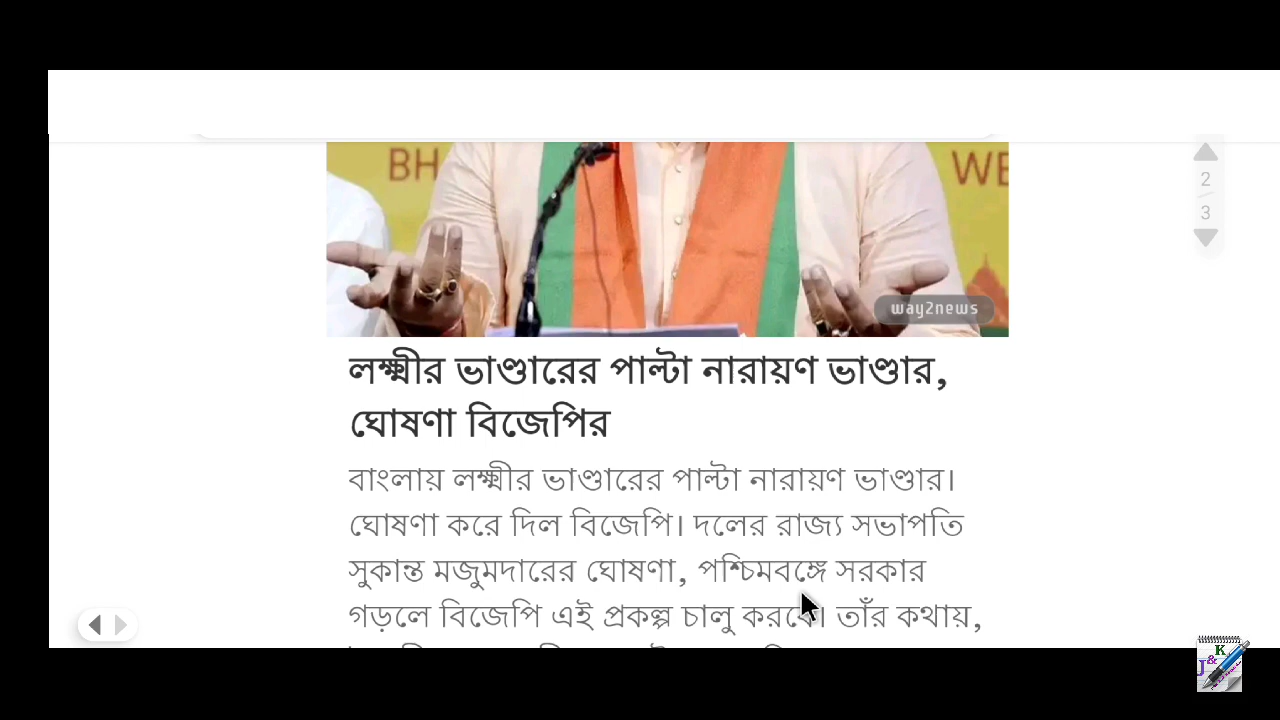 BH
WE
way2news
2
3
লক্ষ্মীর ভাণ্ডারের পাল্টা নারায়ণ ভাণ্ডার,
ঘোষণা বিজেপির
বাংলায় লক্ষ্মীর ভাণ্ডারের পাল্টা নারায়ণ ভাণ্ডার।
ঘোষণা করে দিল বিজেপি। দলের রাজ্য সভাপতি
সুকান্ত মজুমদারের ঘোষণা, পশ্চিমবঙ্গে সরকার
গড়লে বিজেপি এই প্রকল্প চালু করবে। তাঁর কথায়,
J&K